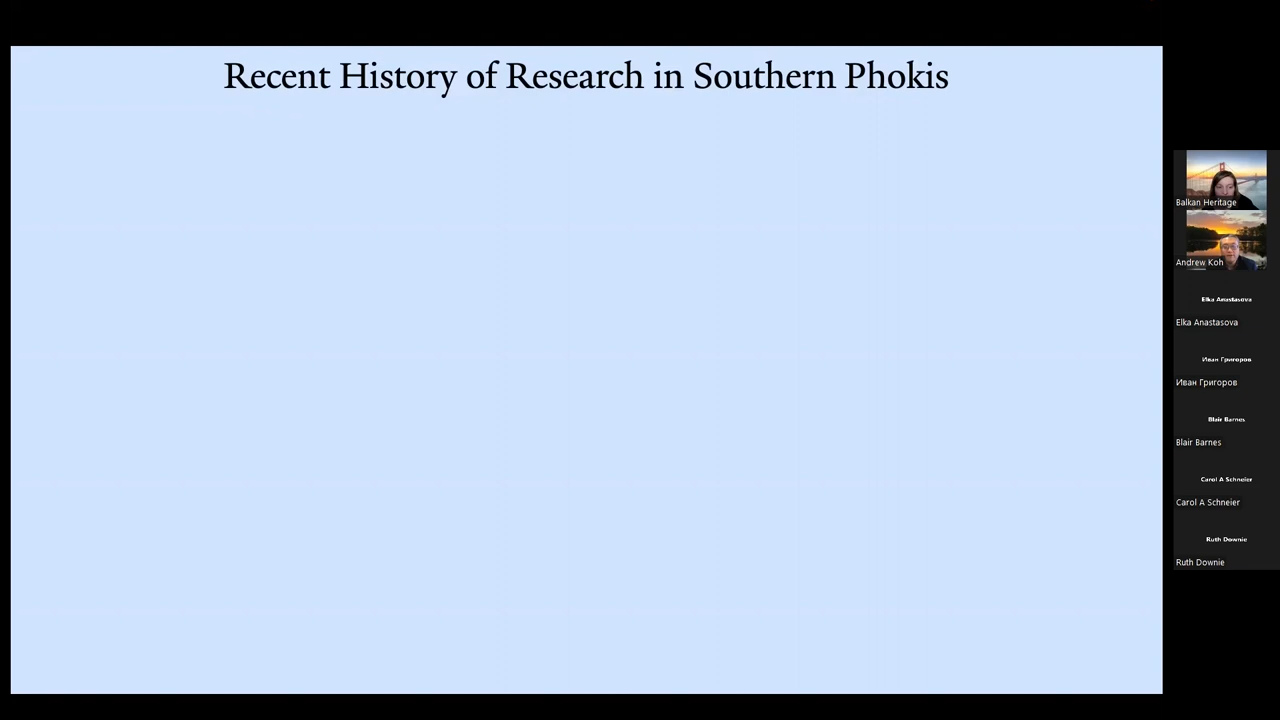 Recent History of Research in Southern Phokis
Balkan Heritage
Andrew Koh
Elka Anastasova
Elka Anastasova
Иван Григоров
Иван Григоров
Blair Barnes
Blair Barnes
Carol A Schneier
Carol A Schneier
Ruth Downie
Ruth Downie